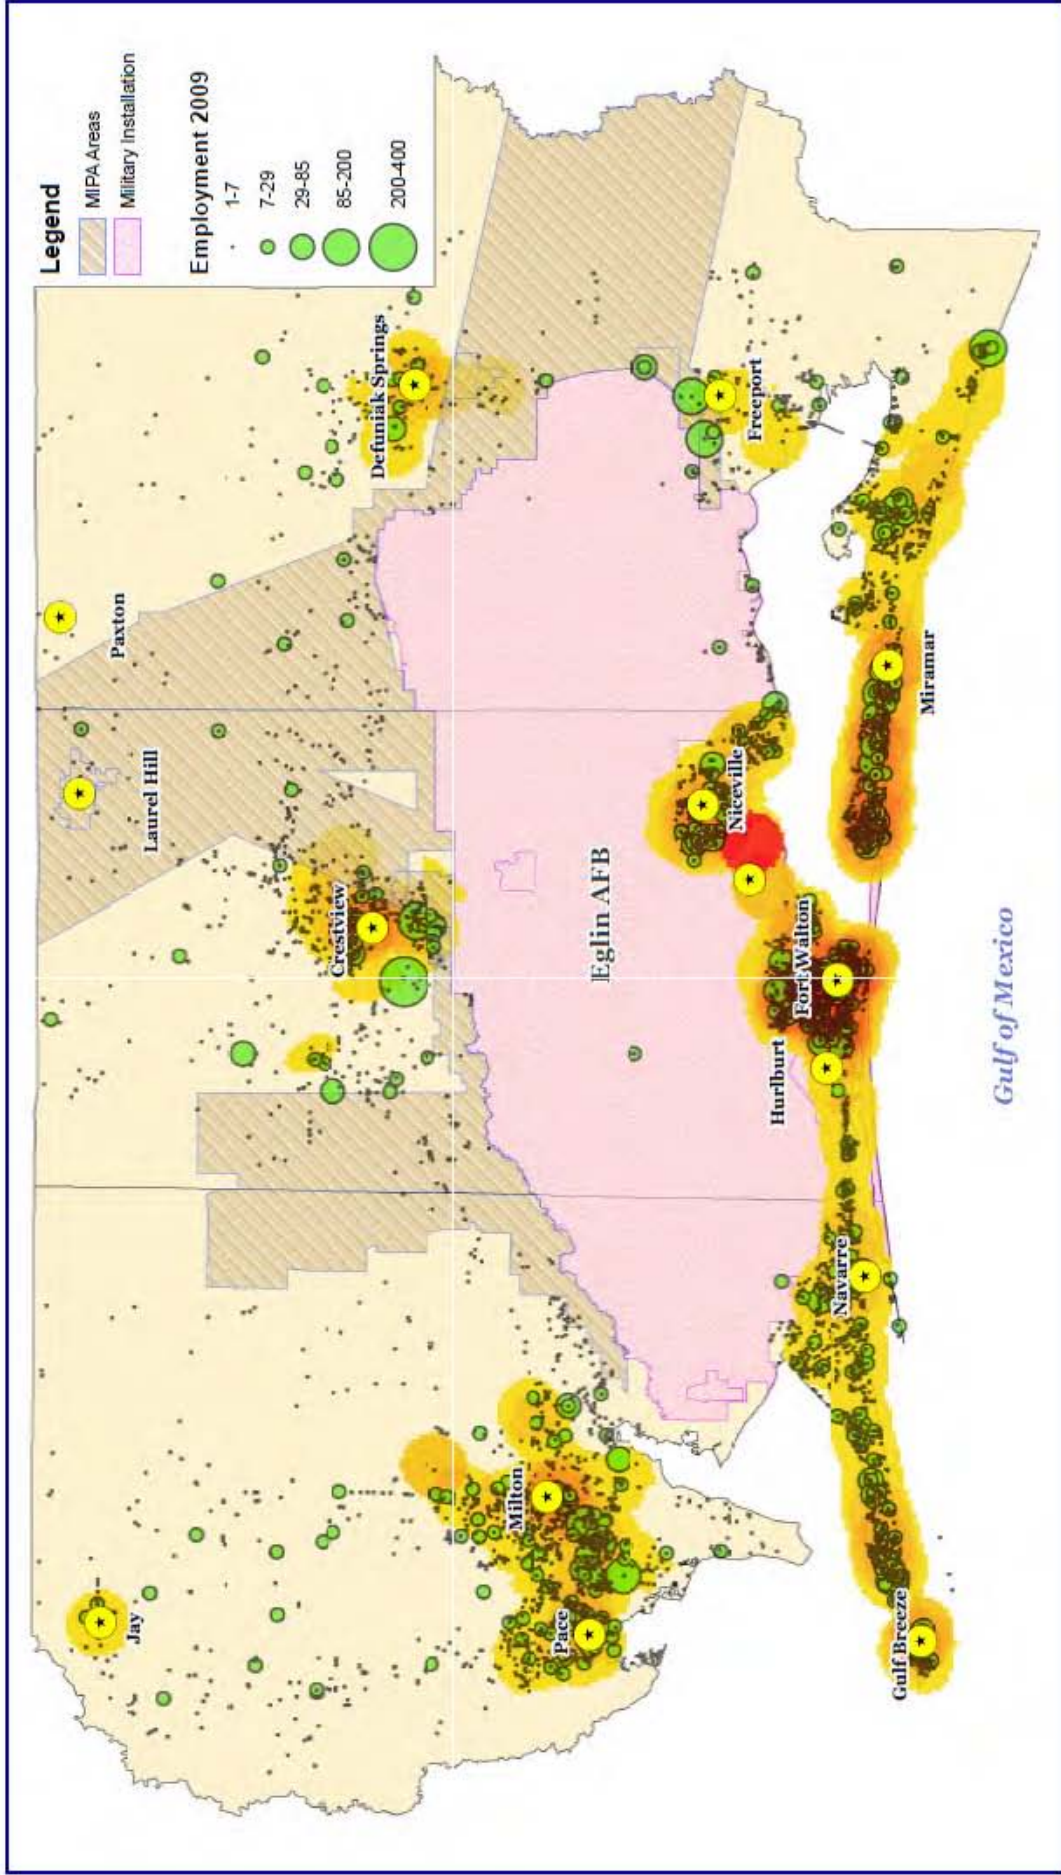 Legend
MIPA Areas
Military Installation
Employment 2009
1-7
7-29
29-85
85-200
200-400
Jay
Laurel Hill
Paxton
Crestview
Defuniak Springs
Milton
Pace
Eglin AFB
Niceville
Freeport
Hurlburt
Fort Walton
Navarre
Gulf Breeze
Miramar
Gulf of Mexico